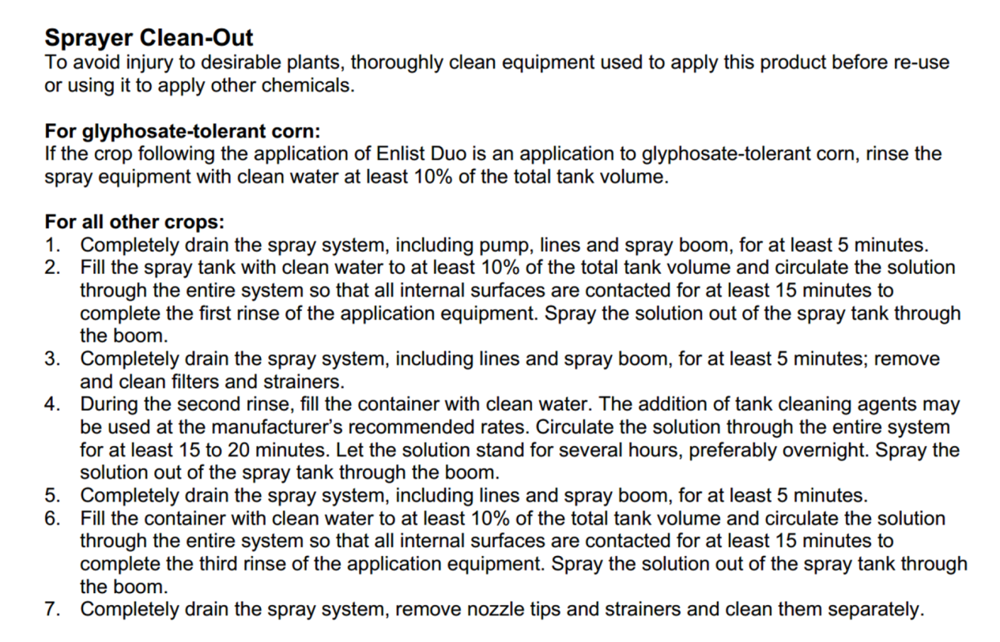 Sprayer Clean-Out
To avoid injury to desirable plants, thoroughly clean equipment used to apply this product before re-use
or using it to apply other chemicals.
For glyphosate-tolerant corn:
If the crop following the application of Enlist Duo is an application to glyphosate-tolerant corn, rinse the
spray equipment with clean water at least 10% of the total tank volume.
For all other crops:
1. Completely drain the spray system, including pump, lines and spray boom, for at least 5 minutes.
2. Fill the spray tank with clean water to at least 10% of the total tank volume and circulate the solution
through the entire system so that all internal surfaces are contacted for at least 15 minutes to
complete the first rinse of the application equipment. Spray the solution out of the spray tank through
the boom.
3. Completely drain the spray system, including lines and spray boom, for at least 5 minutes; remove
and clean filters and strainers.
4. During the second rinse, fill the container with clean water. The addition of tank cleaning agents may
be used at the manufacturer’s recommended rates. Circulate the solution through the entire system
for at least 15 to 20 minutes. Let the solution stand for several hours, preferably overnight. Spray the
solution out of the spray tank through the boom.
5. Completely drain the spray system, including lines and spray boom, for at least 5 minutes.
6. Fill the container with clean water to at least 10% of the total tank volume and circulate the solution
through the entire system so that all internal surfaces are contacted for at least 15 minutes to
complete the third rinse of the application equipment. Spray the solution out of the spray tank through
the boom.
7. Completely drain the spray system, remove nozzle tips and strainers and clean them separately.